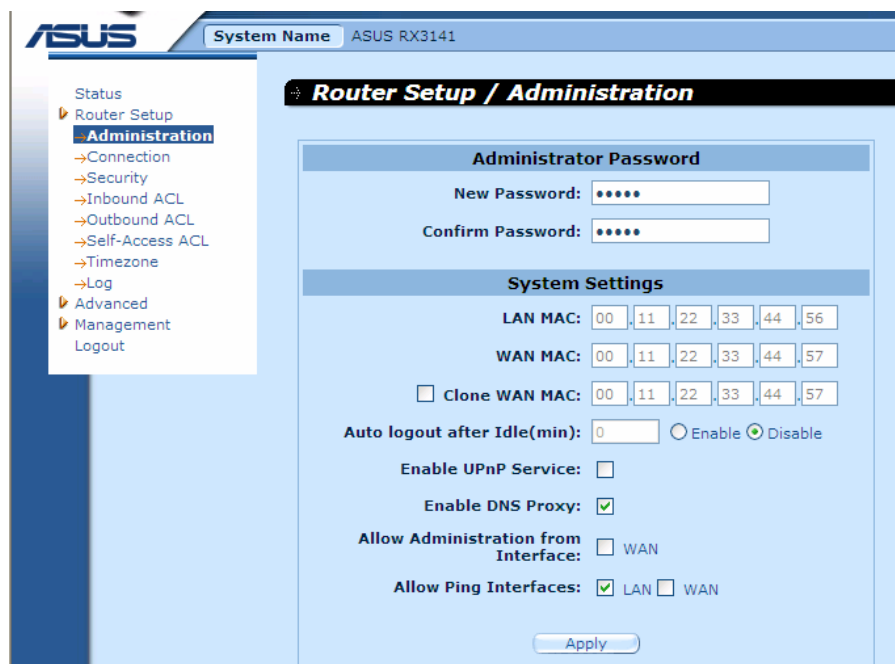 ASUS
System Name ASUS RX3141
Status
Router Setup
Administration
Connection
Security
Inbound ACL
Outbound ACL
Self-Access ACL
Timezone
Log
Advanced
Management
Logout
Router Setup / Administration
Administrator Password
New Password: •••••
Confirm Password: •••••
System Settings
LAN MAC: 00 . 11 . 22 . 33 . 44 . 56
WAN MAC: 00 . 11 . 22 . 33 . 44 . 57
Clone WAN MAC: 00 . 11 . 22 . 33 . 44 . 57
Auto logout after Idle(min): 0 Enable Disable
Enable UPnP Service:
Enable DNS Proxy:
Allow Administration from
Interface: WAN
Allow Ping Interfaces: LAN WAN
Apply